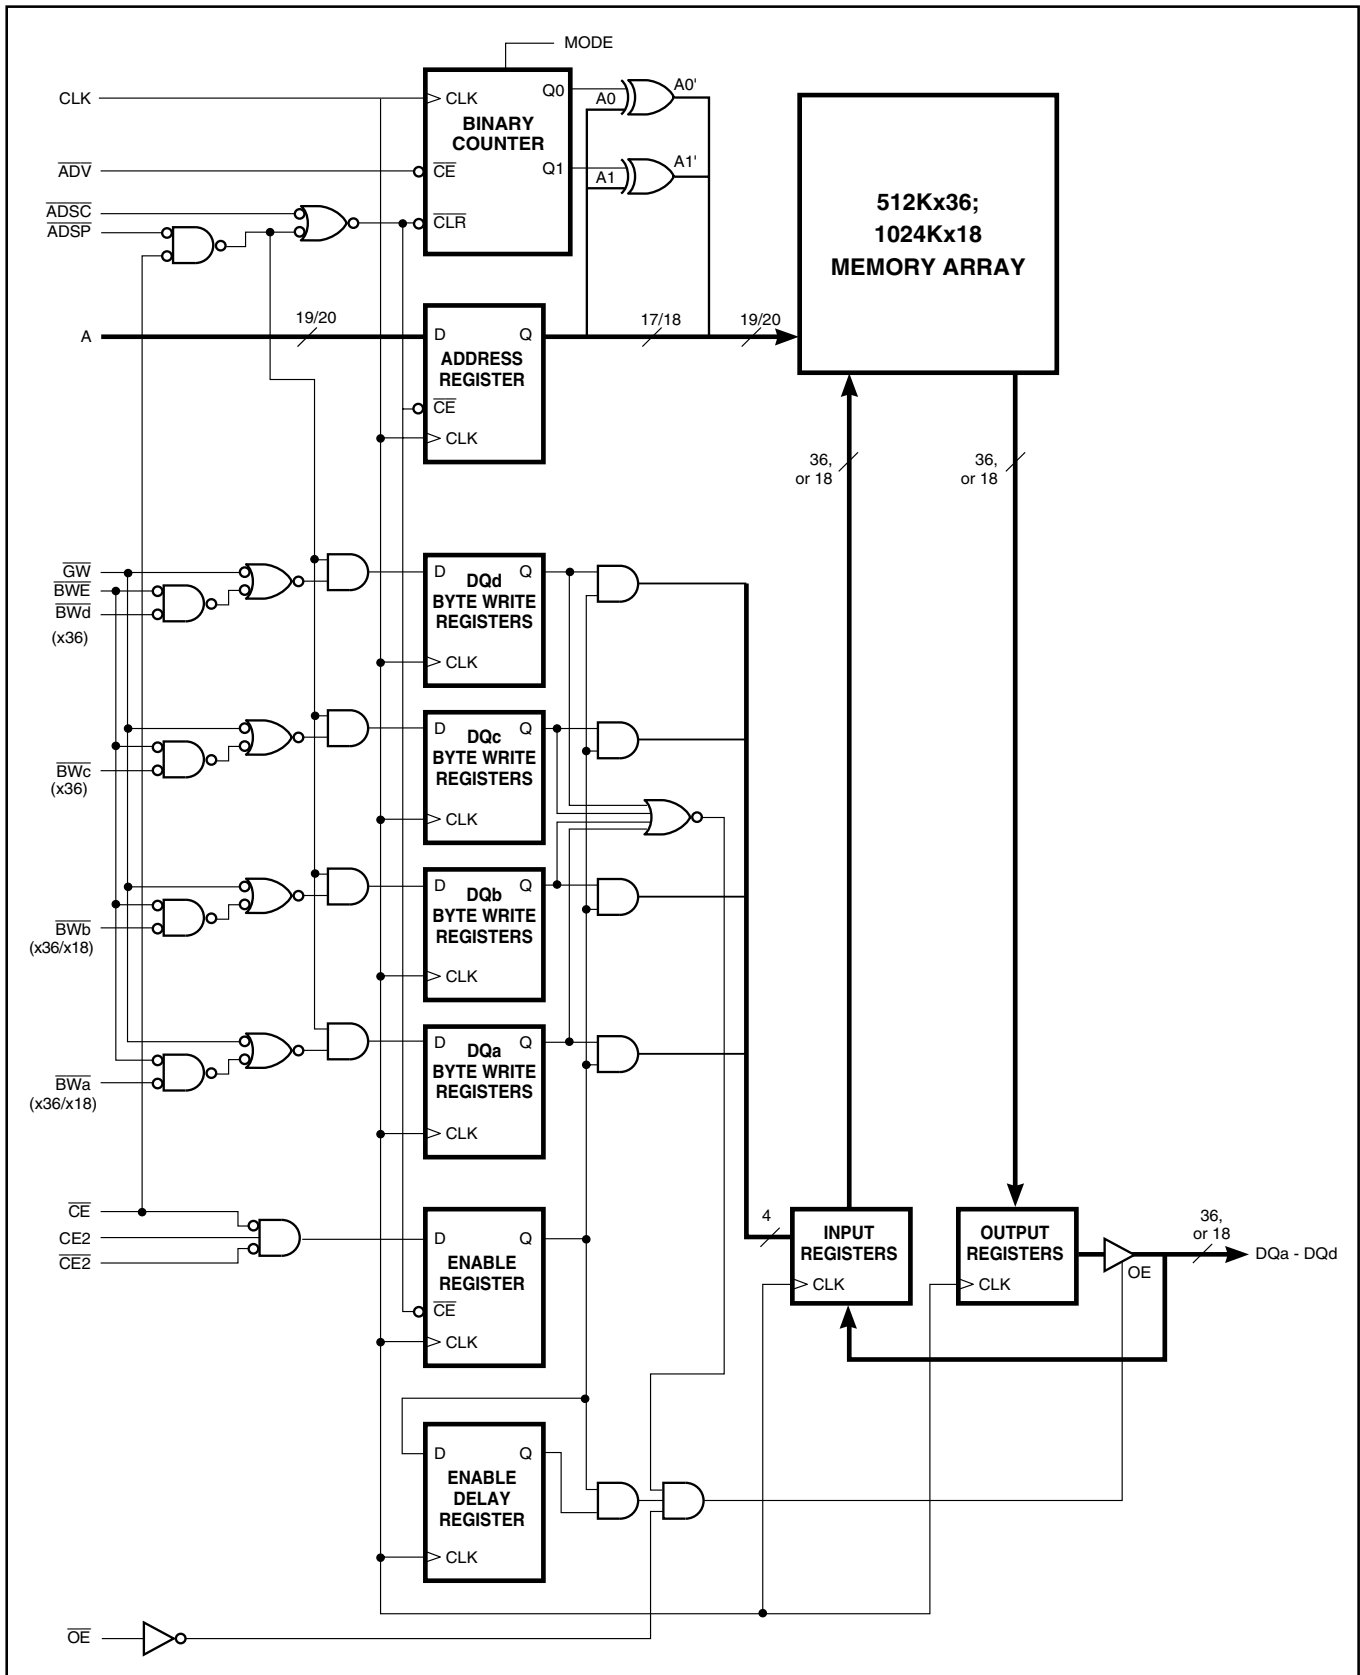 MODE
CLK
CLK
Q0
A0
A0'
BINARY
COUNTER
ADV
CE
Q1
A1
A1'
ADSC
ADSP
CLR
512Kx36;
1024Kx18
MEMORY ARRAY
A
19/20
D
Q
17/18
19/20
ADDRESS
REGISTER
CE
CLK
36,
or 18
36,
or 18
GW
BWE
BWd
(x36)
D
DQd
Q
BYTE WRITE
REGISTERS
CLK
BWc
(x36)
D
DQc
Q
BYTE WRITE
REGISTERS
CLK
BWb
(x36/x18)
D
DQb
Q
BYTE WRITE
REGISTERS
CLK
BWa
(x36/x18)
D
DQa
Q
BYTE WRITE
REGISTERS
CLK
CE
CE2
CE2
D
Q
ENABLE
REGISTER
CE
CLK
4
INPUT
REGISTERS
CLK
OUTPUT
REGISTERS
CLK
OE
36,
or 18
DQa - DQd
D
Q
ENABLE
DELAY
REGISTER
CLK
OE